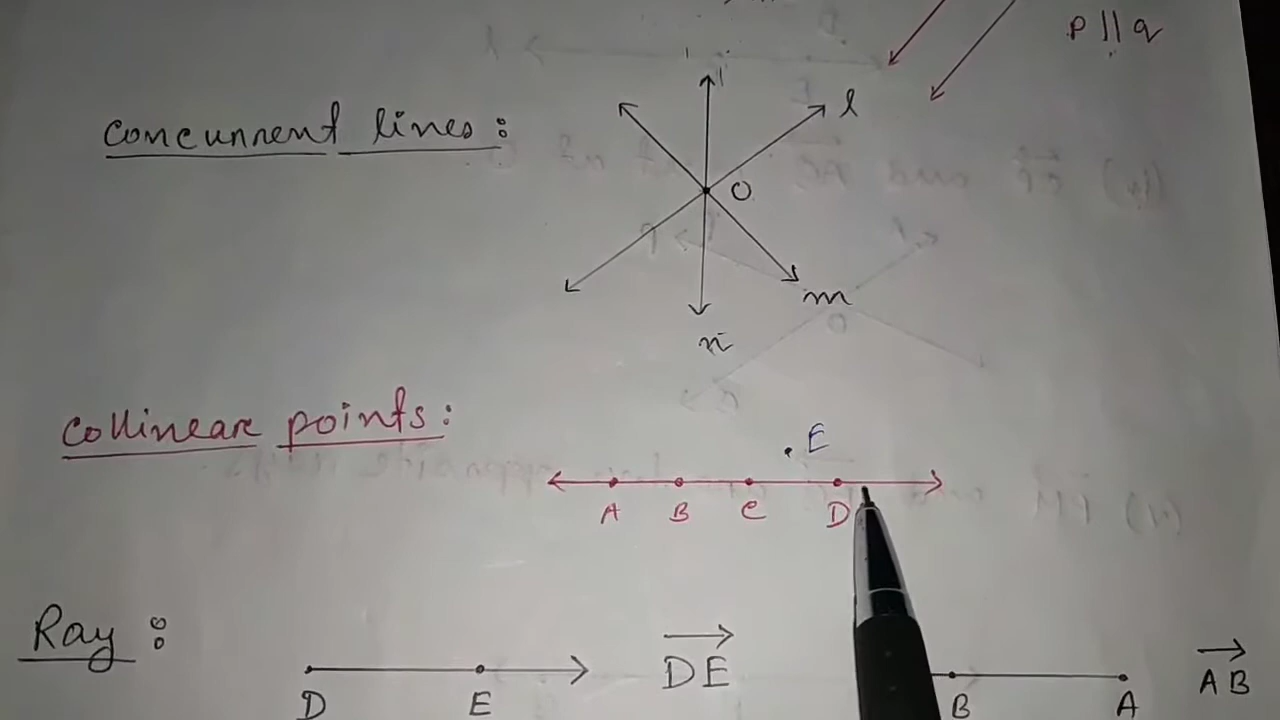 p || q
Concurrent lines :
l
O
m
n
Collinear points :
. E
A B C D
Ray :
DE
AB
D E B A